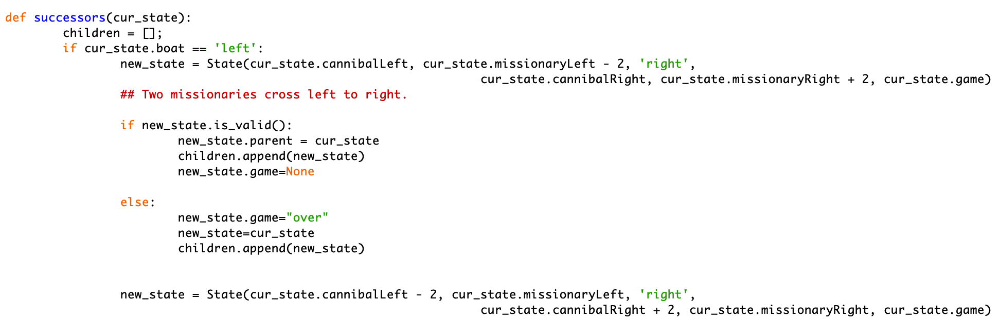 def successors(cur_state):
children = [];
if cur_state.boat == 'left':
new_state = State(cur_state.cannibalLeft, cur_state.missionaryLeft - 2, 'right',
cur_state.cannibalRight, cur_state.missionaryRight + 2, cur_state.game)
## Two missionaries cross left to right.
if new_state.is_valid():
new_state.parent = cur_state
children.append(new_state)
new_state.game=None
else:
new_state.game="over"
new_state=cur_state
children.append(new_state)
new_state = State(cur_state.cannibalLeft - 2, cur_state.missionaryLeft, 'right',
cur_state.cannibalRight + 2, cur_state.missionaryRight, cur_state.game)